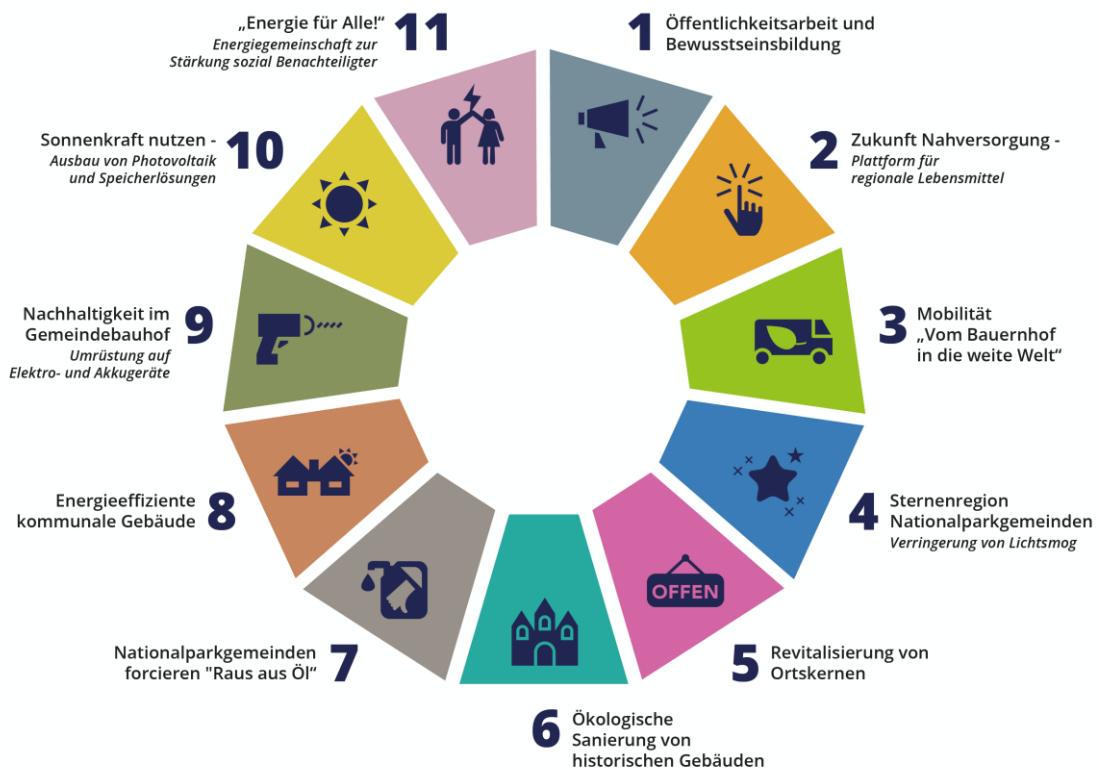 1
Öffentlichkeitsarbeit und
Bewusstseinsbildung
2
Zukunft Nahversorgung -
Plattform für
regionale Lebensmittel
3
Mobilität
„Vom Bauernhof
in die weite Welt“
4
Sternenregion
Nationalparkgemeinden
Verringerung von Lichtsmog
OFFEN
5
Revitalisierung von
Ortskernen
6
Ökologische
Sanierung von
historischen Gebäuden
Nationalparkgemeinden
forcieren "Raus aus Öl“
7
Energieeffiziente
kommunale Gebäude
8
Nachhaltigkeit im
Gemeindebauhof
Umrüstung auf
Elektro- und Akkugeräte
9
Sonnenkraft nutzen -
Ausbau von Photovoltaik
und Speicherlösungen
10
„Energie für Alle!“
Energiegemeinschaft zur
Stärkung sozial Benachteiligter
11